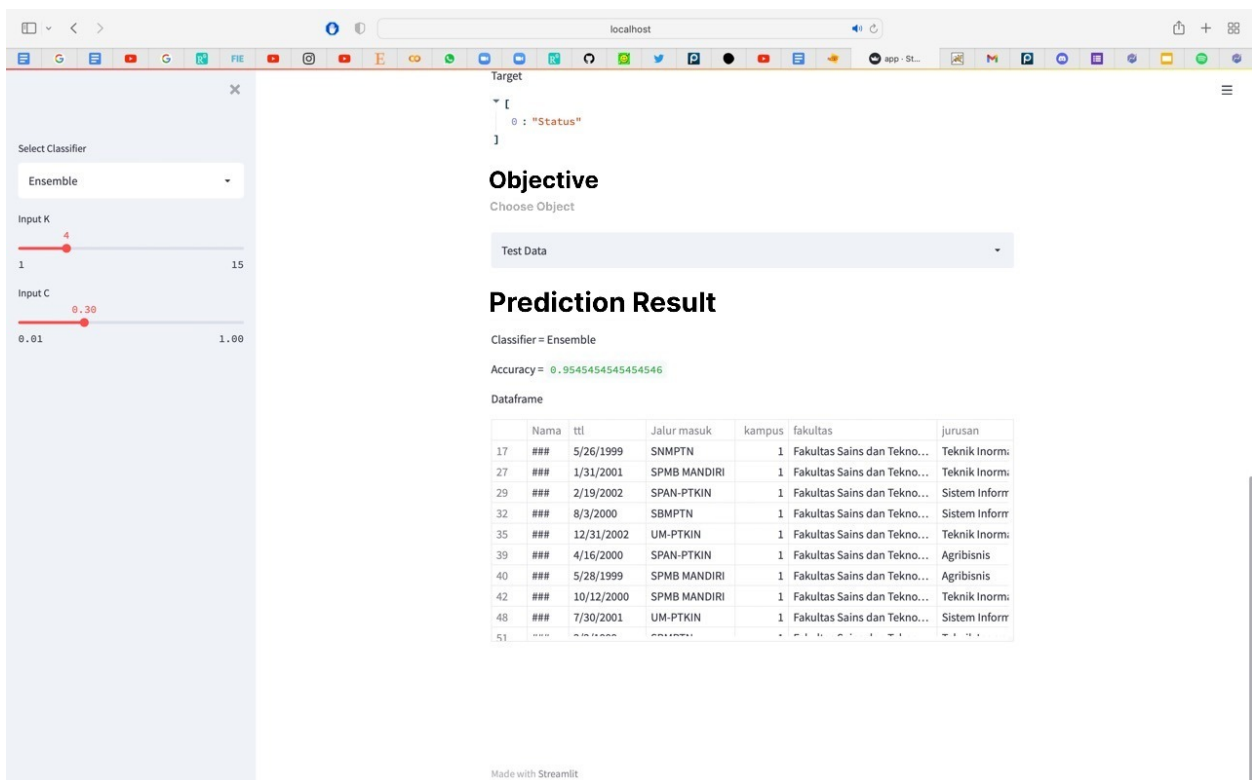 localhost
FIE
app · St...
Target
[
0 : "Status"
]
Select Classifier
Ensemble
Input K
4
1 15
Input C
0.30
0.01 1.00
Objective
Choose Object
Test Data
Prediction Result
Classifier = Ensemble
Accuracy = 0.9545454545454546
Dataframe
Nama ttl Jalur masuk kampus fakultas jurusan
17 ### 5/26/1999 SNMPTN 1 Fakultas Sains dan Tekno... Teknik Inorma
27 ### 1/31/2001 SPMB MANDIRI 1 Fakultas Sains dan Tekno... Teknik Inorma
29 ### 2/19/2002 SPAN-PTKIN 1 Fakultas Sains dan Tekno... Sistem Inform
32 ### 8/3/2000 SBMPTN 1 Fakultas Sains dan Tekno... Sistem Inform
35 ### 12/31/2002 UM-PTKIN 1 Fakultas Sains dan Tekno... Teknik Inorma
39 ### 4/16/2000 SPAN-PTKIN 1 Fakultas Sains dan Tekno... Agribisnis
40 ### 5/28/1999 SPMB MANDIRI 1 Fakultas Sains dan Tekno... Agribisnis
42 ### 10/12/2000 SPMB MANDIRI 1 Fakultas Sains dan Tekno... Teknik Inorma
48 ### 7/30/2001 UM-PTKIN 1 Fakultas Sains dan Tekno... Sistem Inform
51
Made with Streamlit